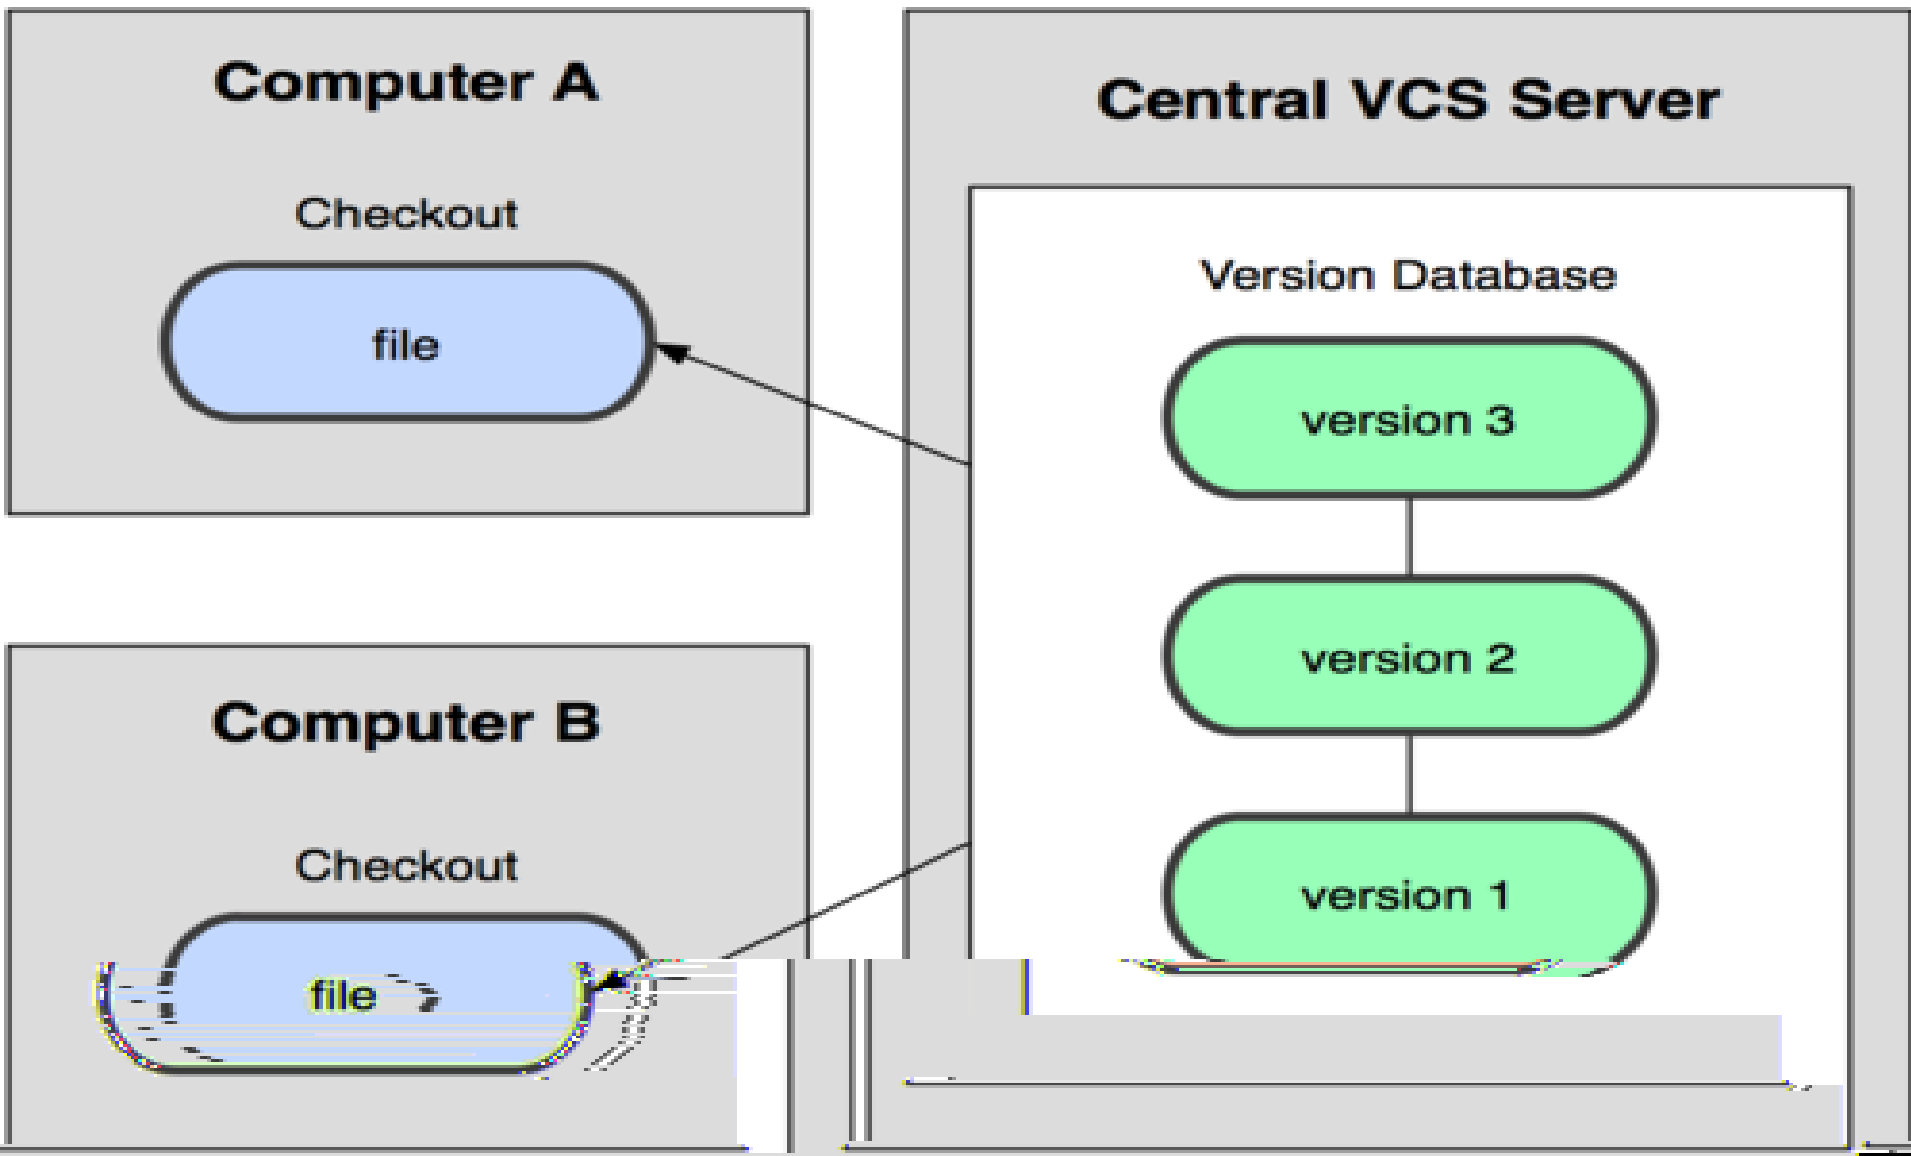 Computer A
Checkout
file
Central VCS Server
Version Database
version 3
version 2
version 1
Computer B
Checkout
file